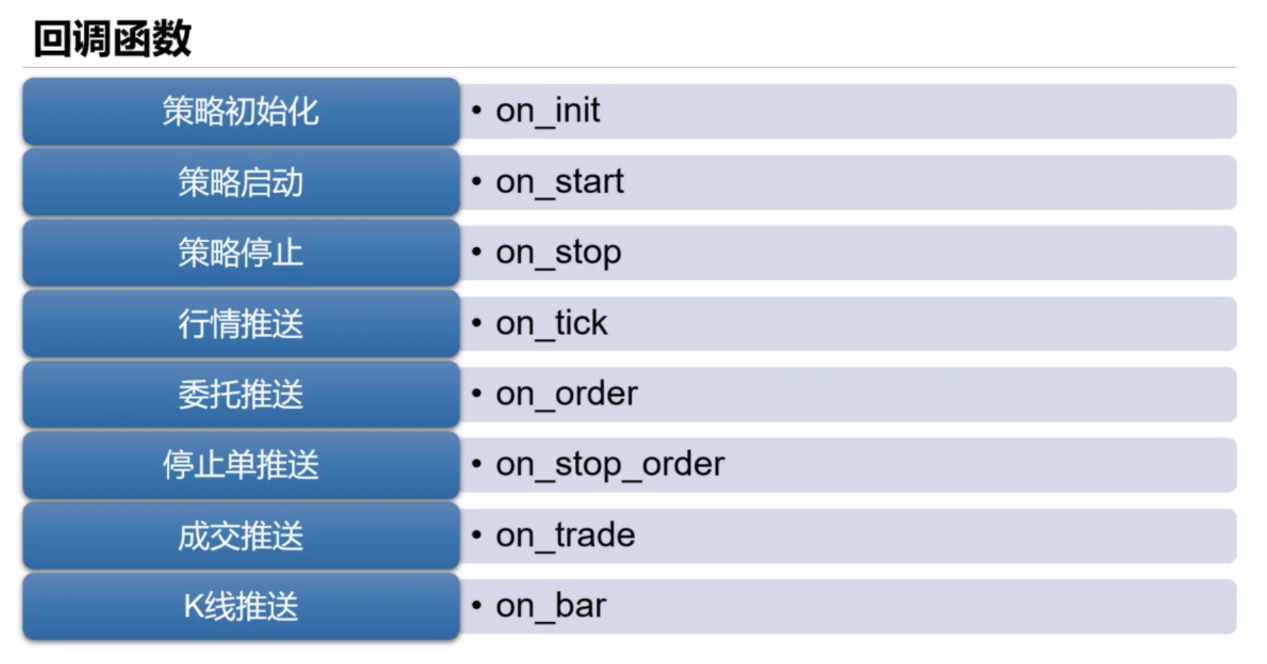 回调函数
策略初始化 • on_init
策略启动 • on_start
策略停止 • on_stop
行情推送 • on_tick
委托推送 • on_order
停止单推送 • on_stop_order
成交推送 • on_trade
K线推送 • on_bar